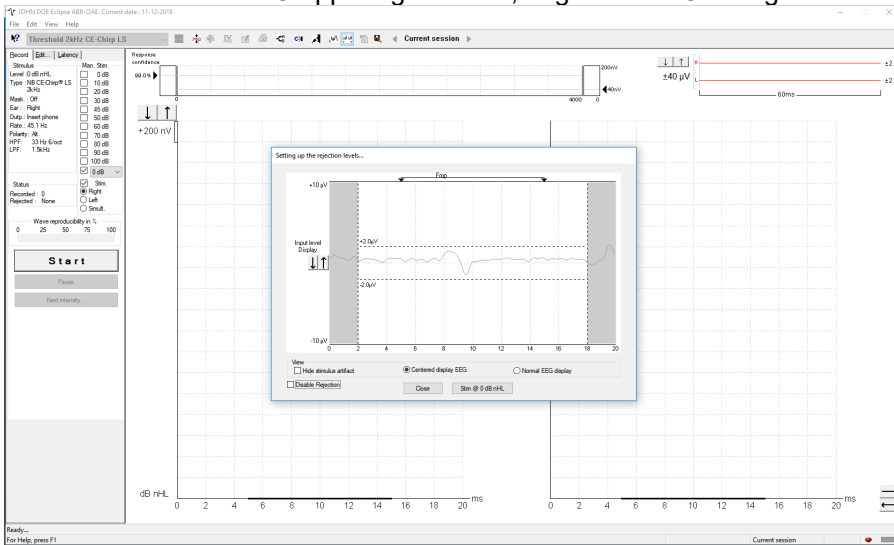 JOHN DOE Eclipse ABR-OAE, Current date : 11-12-2018
File Edit View Help
Threshold 2kHz CE-Chirp LS
Current session
Record Edit... Latency
Stimulus
Man. Stim.
Level :0 dB nHL
0 dB
Type : NB CE-Chirp® LS
10 dB
2kHz
20 dB
Mask. : Off
30 dB
Ear : Right
45 dB
Outp.: Insert phone
50 dB
Rate.: 45.1 Hz
60 dB
Polarity: Alt.
70 dB
HPF: 33 Hz 6/oct
80 dB
LPF: 1.5kHz
90 dB
100 dB
0 dB
Status
Stim.
Recorded : 0
Right
Rejected : None
Left
Simult.
Wave reproducibility in %
0 25 50 75 100
Start
Pause
Next intensity...
Response
confidence
99,0%
200nV
40nV
0 4000 0
±40 µV
R
L
±2.
±2.
60ms
+200 nV
Setting up the rejection levels...
Fmp
+10 µV
Input level
Display
+2.0µV
-2.0µV
-10 µV
0 2 4 6 8 10 12 14 16 18 20
View
Hide stimulus artifact
Centered display EEG
Normal EEG display
Disable Rejection
Close
Stim @ 0 dB nHL
dB nHL
0 2 4 6 8 10 12 14 16 18 20 ms
0 2 4 6 8 10 12 14 16 18 20 ms
Ready...
For Help, press F1
Current session